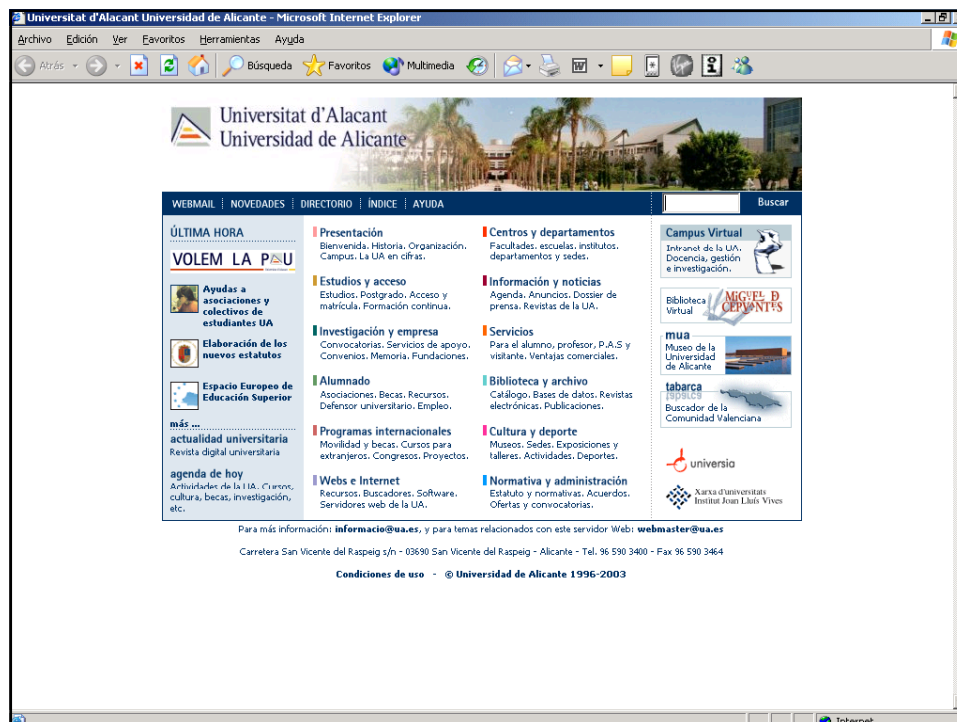 Universitat d'Alacant Universidad de Alicante - Microsoft Internet Explorer
Archivo Edición Ver Favoritos Herramientas Ayuda
Atrás Búsqueda Favoritos Multimedia
Universitat d'Alacant
Universidad de Alicante
WEBMAIL NOVEDADES DIRECTORIO ÍNDICE AYUDA Buscar
ÚLTIMA HORA
VOLEM LA PAU
Ayudas a
asociaciones y
colectivos de
estudiantes UA
Elaboración de los
nuevos estatutos
Espacio Europeo de
Educación Superior
más ...
actualidad universitaria
Revista digital universitaria
agenda de hoy
Actividades de la UA. Cursos,
cultura, becas, investigación,
etc.
Presentación
Bienvenida. Historia. Organización.
Campus. La UA en cifras.
Estudios y acceso
Estudios. Postgrado. Acceso y
matrícula. Formación continua.
Investigación y empresa
Convocatorias. Servicios de apoyo.
Convenios. Memoria. Fundaciones.
Alumnado
Asociaciones. Becas. Recursos.
Defensor universitario. Empleo.
Programas internacionales
Movilidad y becas. Cursos para
extranjeros. Congresos. Proyectos.
Webs e Internet
Recursos. Buscadores. Software.
Servidores web de la UA.
Centros y departamentos
Facultades. escuelas. institutos.
departamentos y sedes.
Información y noticias
Agenda. Anuncios. Dossier de
prensa. Revistas de la UA.
Servicios
Para el alumno, profesor, P.A.S y
visitante. Ventajas comerciales.
Biblioteca y archivo
Catálogo. Bases de datos. Revistas
electrónicas. Publicaciones.
Cultura y deporte
Museos. Sedes. Exposiciones y
talleres. Actividades. Deportes.
Normativa y administración
Estatuto y normativas. Acuerdos.
Ofertas y convocatorias.
Campus Virtual
Intranet de la UA.
Docencia, gestión
e investigación.
Biblioteca
Virtual
MIGUEL D
CERVANTES
mua
Museo de la
Universidad
de Alicante
tabarca
Buscador de la
Comunidad Valenciana
universia
Xarxa d'universitats
Institut Joan Lluís Vives
Para más información: informacio@ua.es, y para temas relacionados con este servidor Web: webmaster@ua.es
Carretera San Vicente del Raspeig s/n - 03690 San Vicente del Raspeig - Alicante - Tel. 96 590 3400 - Fax 96 590 3464
Condiciones de uso - © Universidad de Alicante 1996-2003
Internet